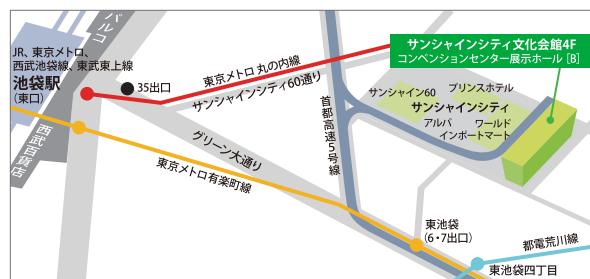 パルコ
JR、東京メトロ、
西武池袋線、東武東上線
池袋駅
(東口)
35出口
西武百貨店
東京メトロ 丸の内線
サンシャインシティ60通り
グリーン大通り
東京メトロ有楽町線
首都高速5号線
サンシャインシティ文化会館4F
コンベンションセンター展示ホール [B]
サンシャイン60
プリンスホテル
サンシャインシティ
アルパ
ワールド
インポートマート
東池袋
(6・7出口)
都電荒川線
東池袋四丁目